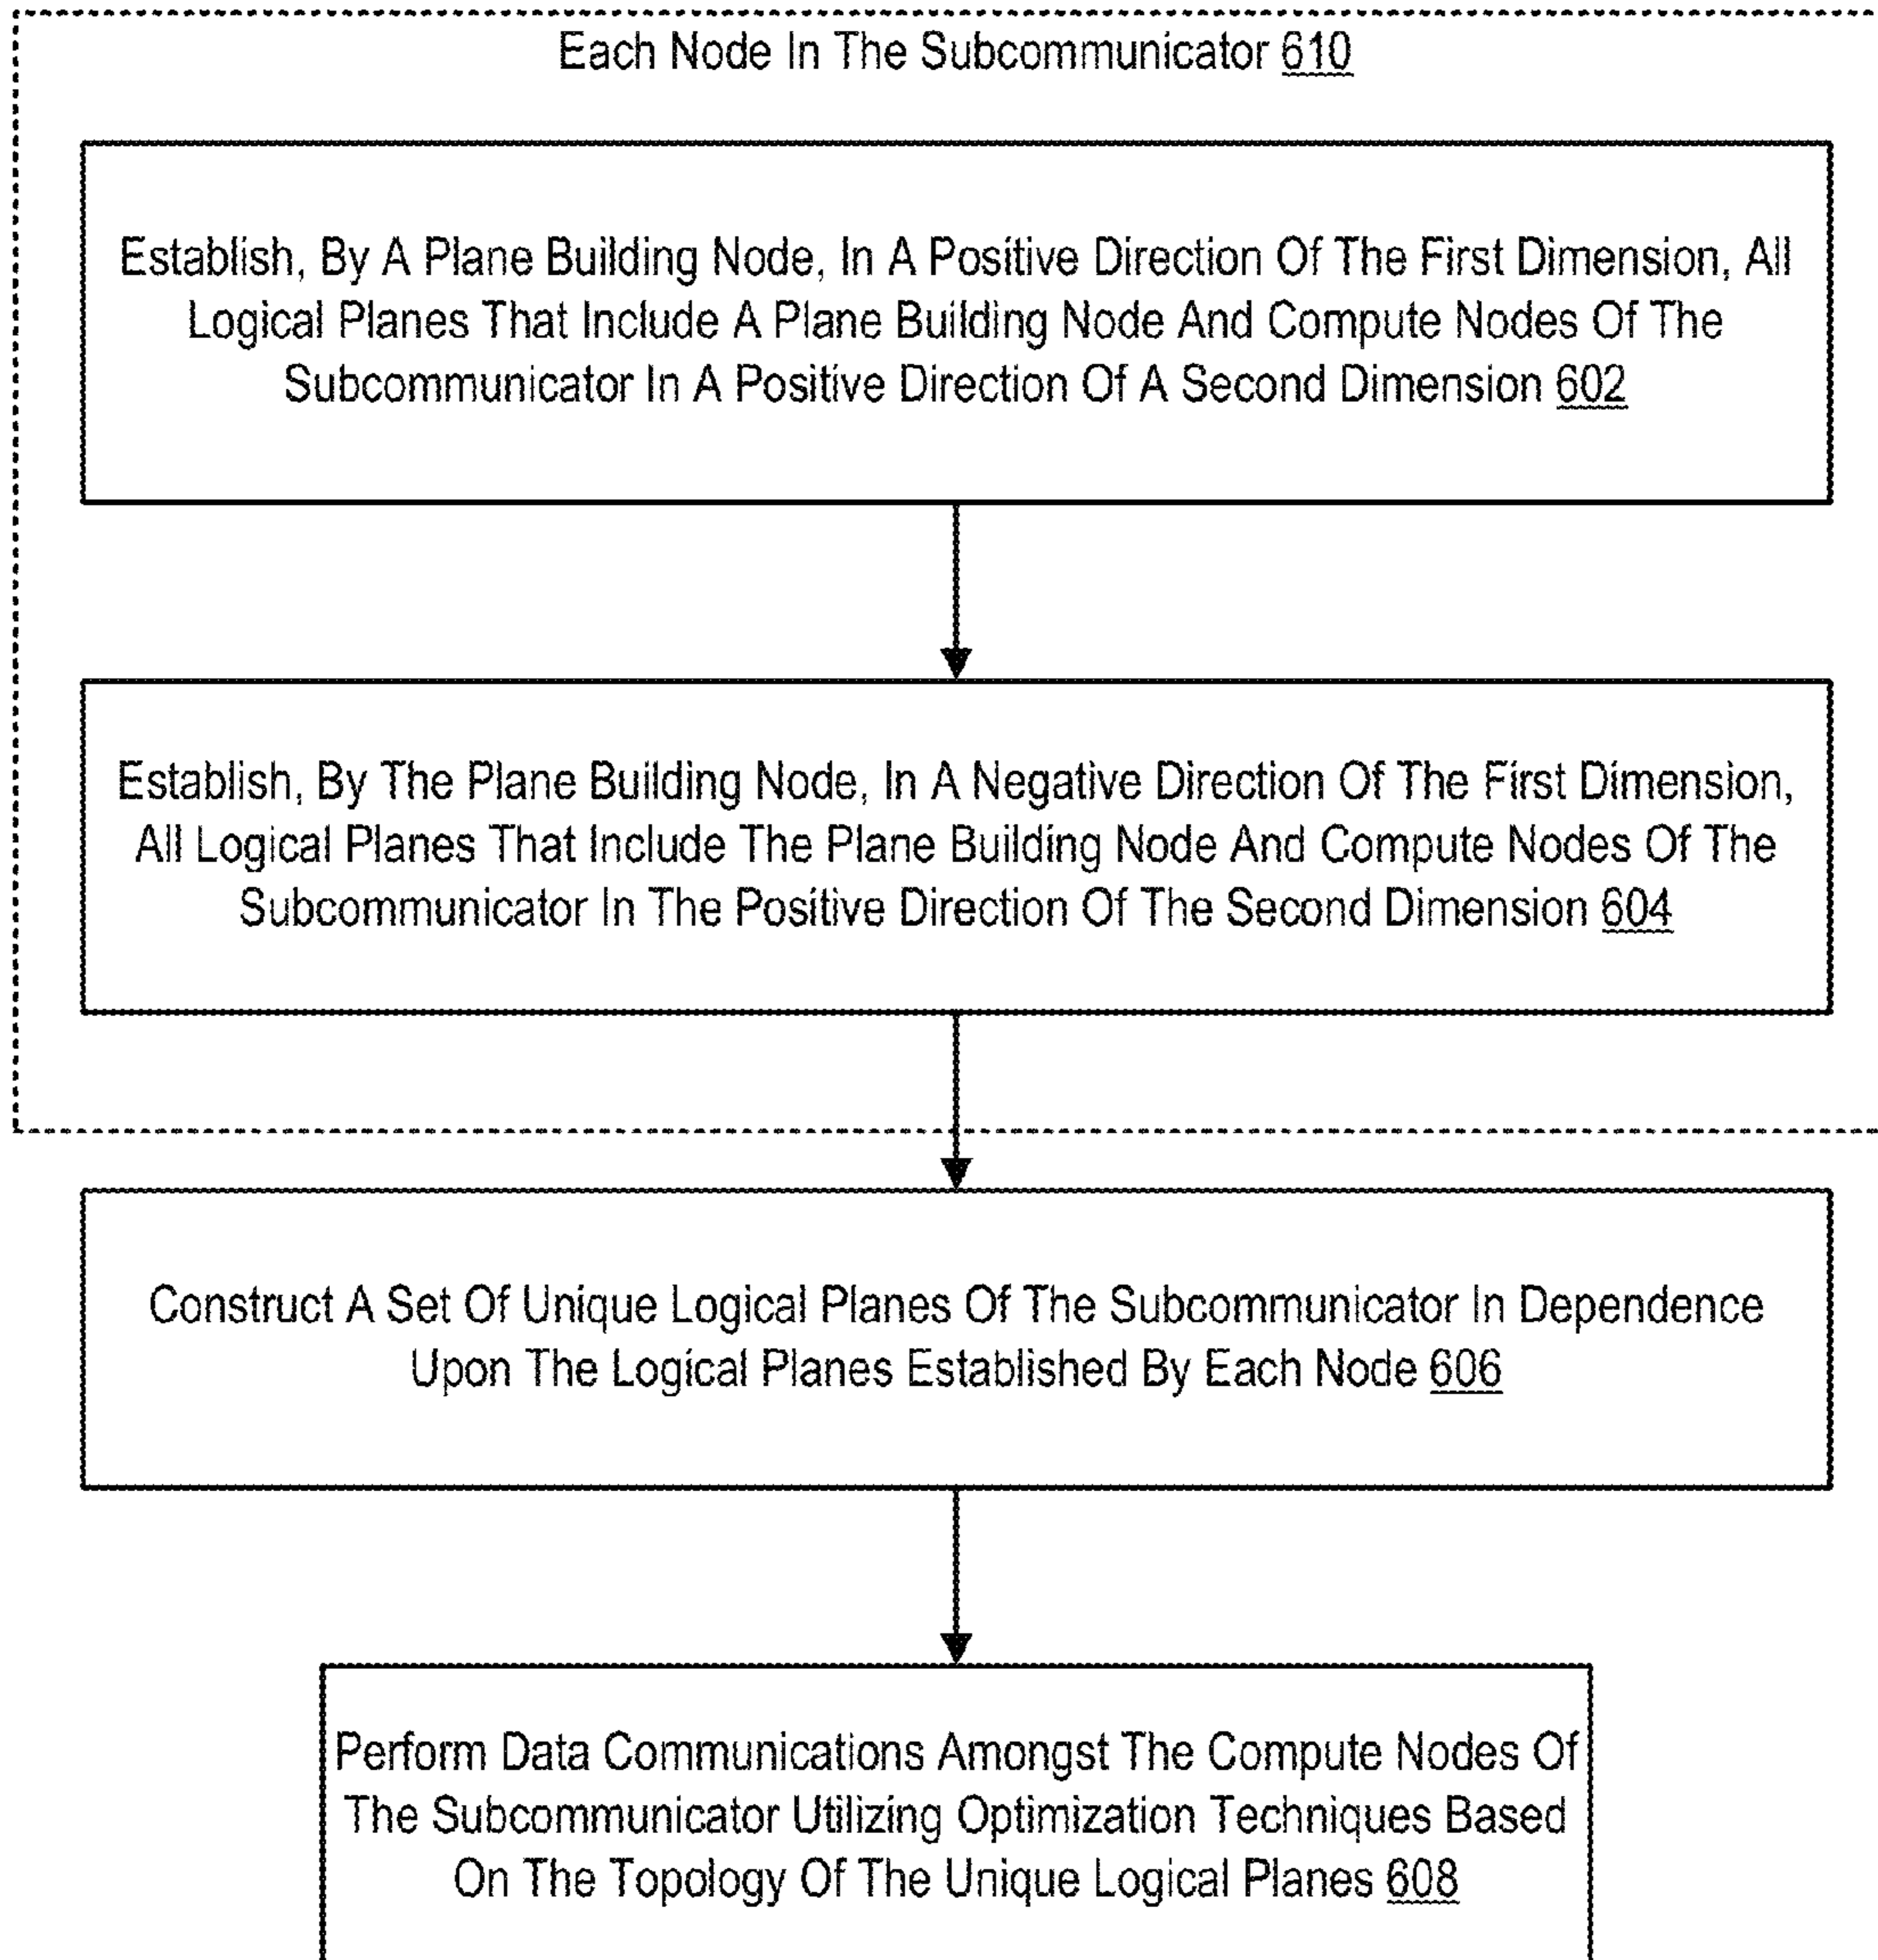 Each Node In The Subcommunicator 610
Establish, By A Plane Building Node, In A Positive Direction Of The First Dimension, All
Logical Planes That Include A Plane Building Node And Compute Nodes Of The
Subcommunicator In A Positive Direction Of A Second Dimension 602
Establish, By The Plane Building Node, In A Negative Direction Of The First Dimension,
All Logical Planes That Include The Plane Building Node And Compute Nodes Of The
Subcommunicator In The Positive Direction Of The Second Dimension 604
Construct A Set Of Unique Logical Planes Of The Subcommunicator In Dependence
Upon The Logical Planes Established By Each Node 606
Perform Data Communications Amongst The Compute Nodes Of
The Subcommunicator Utilizing Optimization Techniques Based
On The Topology Of The Unique Logical Planes 608